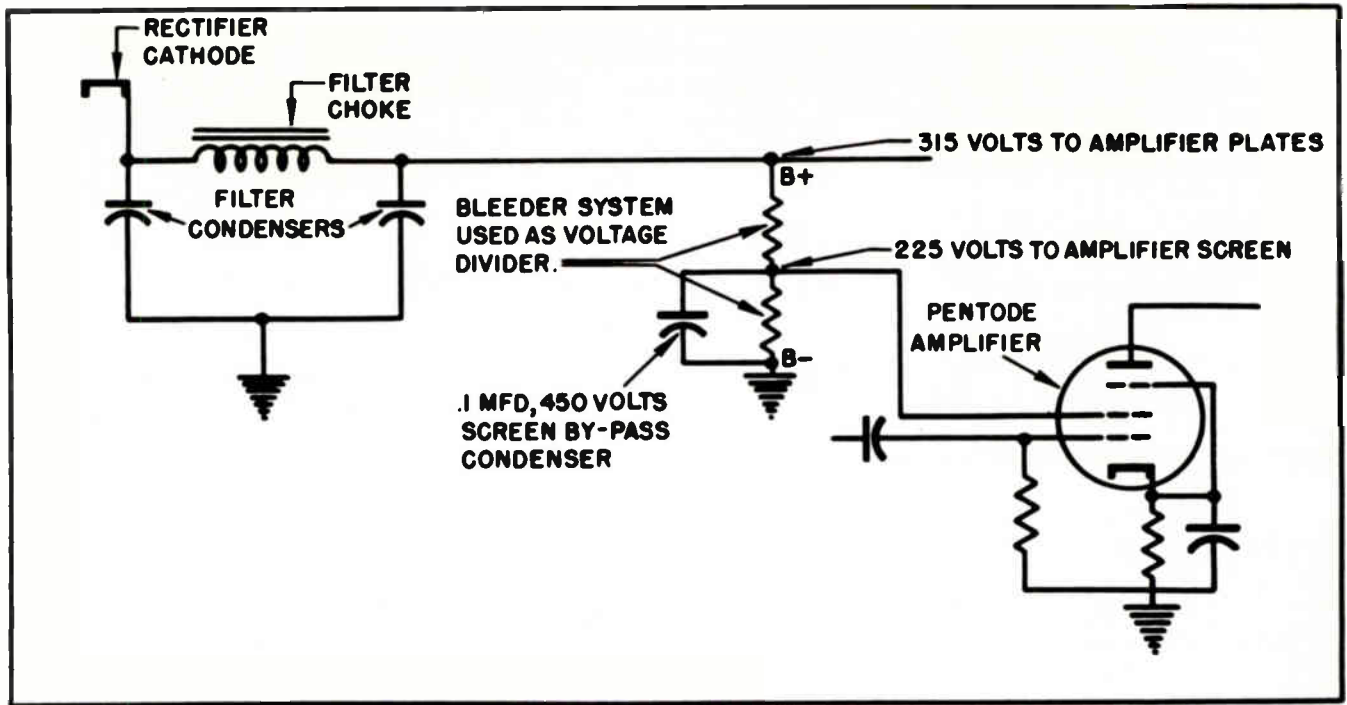 RECTIFIER
CATHODE
FILTER
CHOKE
315 VOLTS TO AMPLIFIER PLATES
B+
FILTER
CONDENSERS
BLEEDER SYSTEM
USED AS VOLTAGE
DIVIDER.
225 VOLTS TO AMPLIFIER SCREEN
PENTODE
AMPLIFIER
B-
.1 MFD, 450 VOLTS
SCREEN BY-PASS
CONDENSER